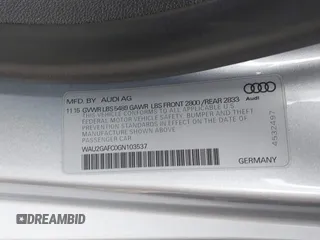 MFD. BY AUDI AG
11 15 GVWR LBS 5489 GAWR LBS FRONT 2800 / REAR 2833
THIS VEHICLE CONFORMS TO ALL APPLICABLE U.S.
FEDERAL MOTOR VEHICLE SAFETY, BUMPER,
AND THEFT PREVENTION STANDARDS IN EFFECT
ON THE DATE OF MANUFACTURE SHOWN ABOVE
PASSENGER CAR
WAU2GAFC0GN103537
GERMANY
Audi
4532497
DREAMBID